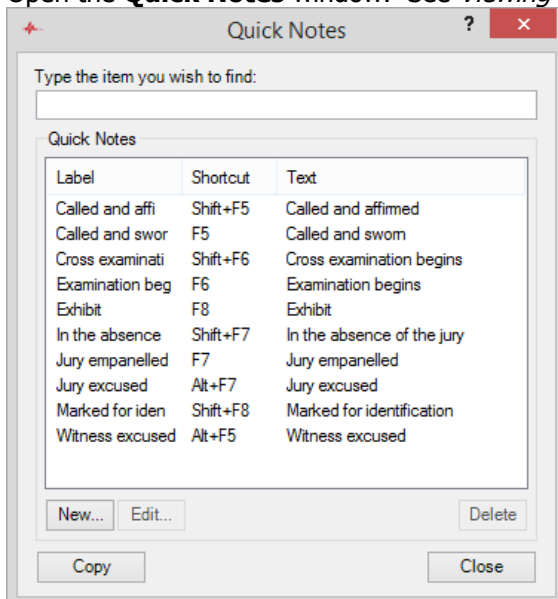 Open the Quick Notes window. See Viewing
Quick Notes ? ×
Type the item you wish to find:
Quick Notes
Label Shortcut Text
Called and affi Shift+F5 Called and affirmed
Called and swor F5 Called and sworn
Cross examinati Shift+F6 Cross examination begins
Examination beg F6 Examination begins
Exhibit F8 Exhibit
In the absence Shift+F7 In the absence of the jury
Jury empanelled F7 Jury empanelled
Jury excused Alt+F7 Jury excused
Marked for iden Shift+F8 Marked for identification
Witness excused Alt+F5 Witness excused
New... Edit... Delete
Copy Close